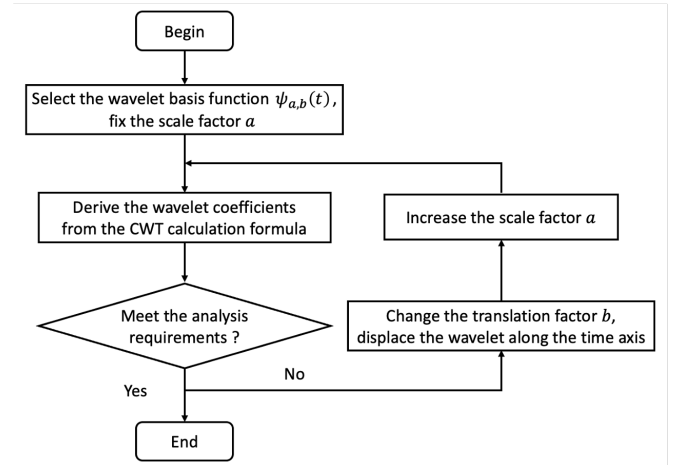 Begin
Select the wavelet basis function ψ_{a,b}(t),
fix the scale factor a
Derive the wavelet coefficients
from the CWT calculation formula
Increase the scale factor a
Meet the analysis
requirements ?
Change the translation factor b,
displace the wavelet along the time axis
No
Yes
End